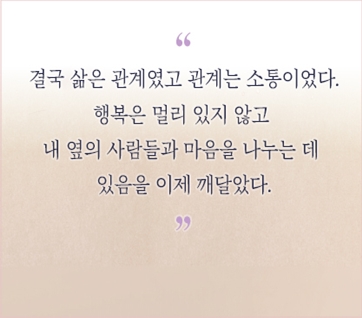 “
결국 삶은 관계였고 관계는 소통이었다.
행복은 멀리 있지 않고
내 옆의 사람들과 마음을 나누는 데
있음을 이제 깨달았다.
”